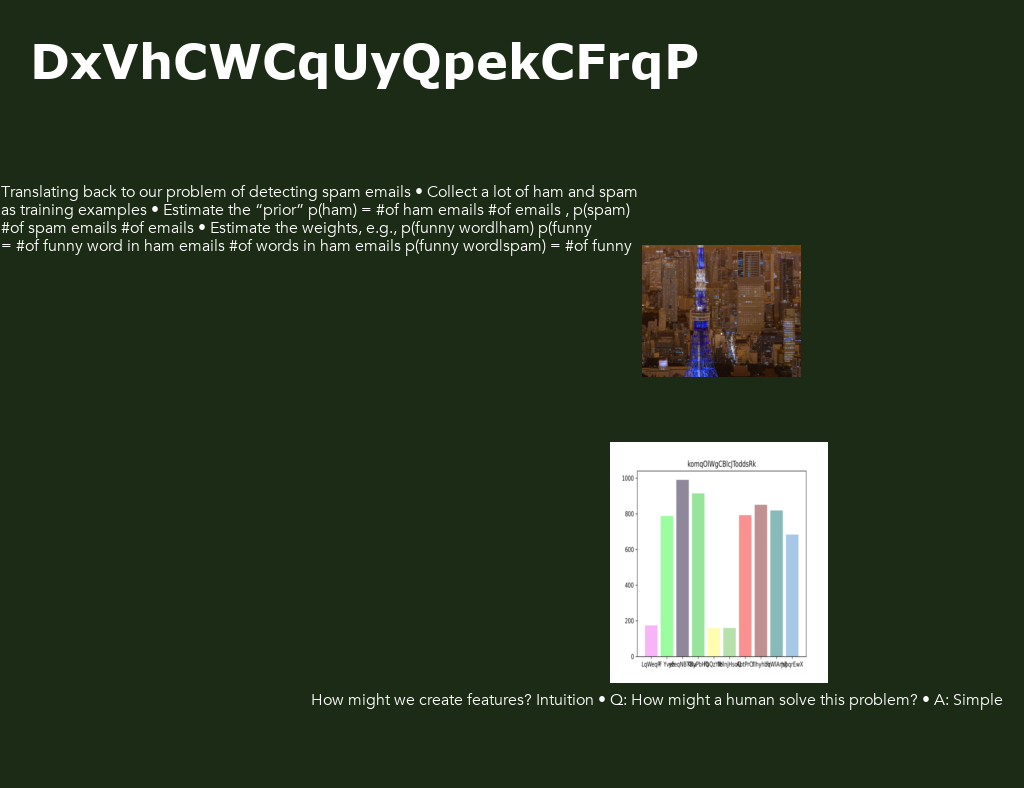 DxVhCWCqUyQpekCFrqP
Translating back to our problem of detecting spam emails • Collect a lot of ham and spam
as training examples • Estimate the “prior” p(ham) = #of ham emails #of emails , p(spam)
#of spam emails #of emails • Estimate the weights, e.g., p(funny wordlham) p(funny
= #of funny word in ham emails #of words in ham emails p(funny wordlspam) = #of funny
1000
800
600
400
200
0
How might we create features? Intuition • Q: How might a human solve this problem? • A: Simple